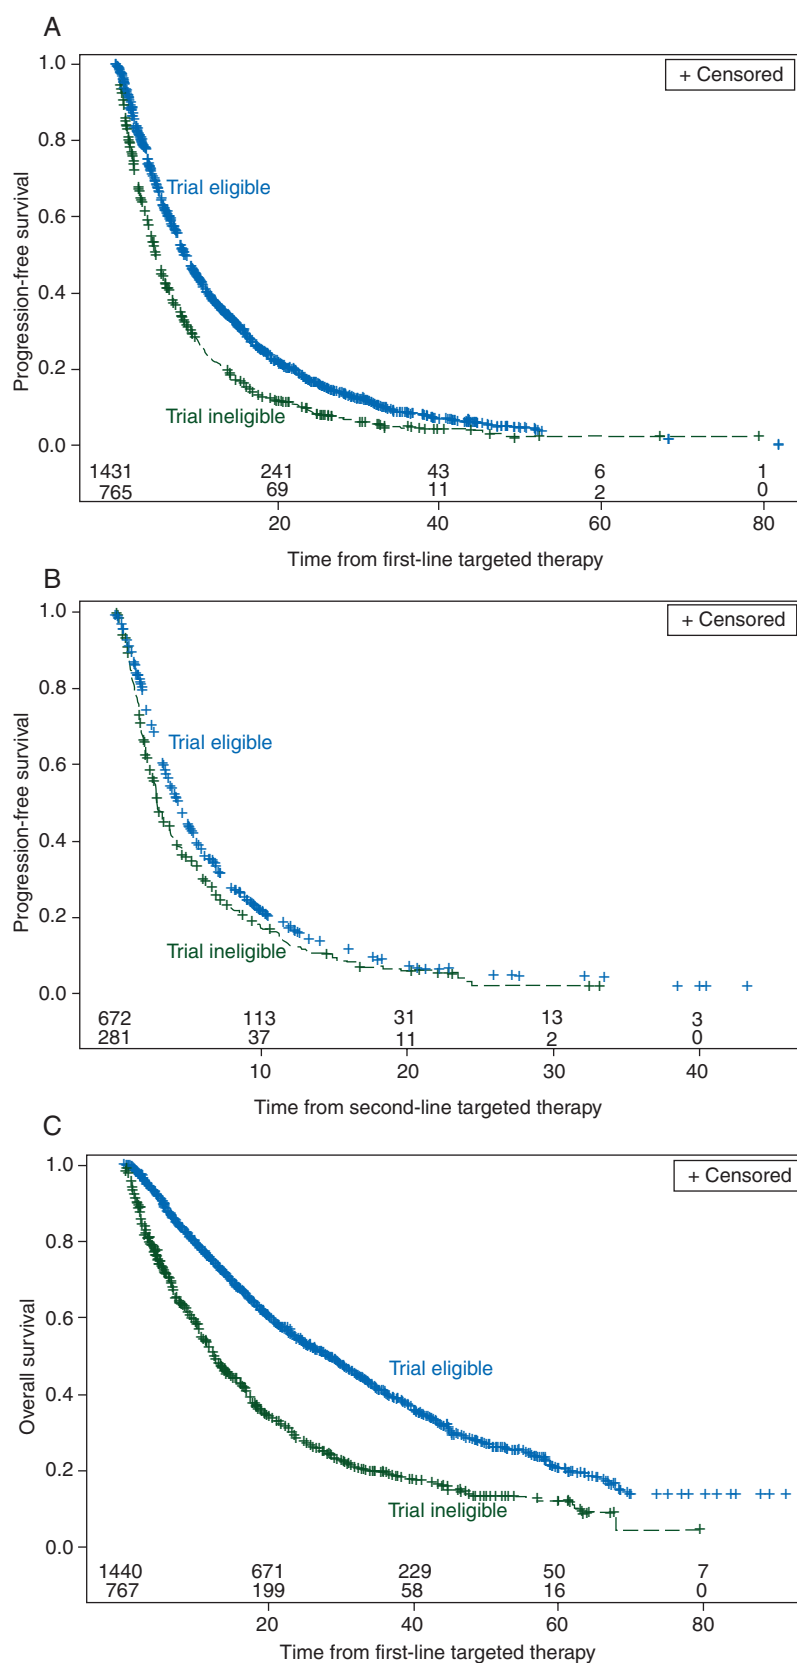 A
1.0
+ Censored
0.8
Trial eligible
0.6
0.4
0.2
Trial ineligible
0.0
Progression-free survival
1431 241 43 6 1
765 69 11 2 0
20 40 60 80
Time from first-line targeted therapy
B
1.0
+ Censored
0.8
Trial eligible
0.6
0.4
0.2
Trial ineligible
0.0
Progression-free survival
672 113 31 13 3
281 37 11 2 0
10 20 30 40
Time from second-line targeted therapy
C
1.0
+ Censored
0.8
0.6
Trial eligible
0.4
0.2
Trial ineligible
0.0
Overall survival
1440 671 229 50 7
767 199 58 16 0
20 40 60 80
Time from first-line targeted therapy